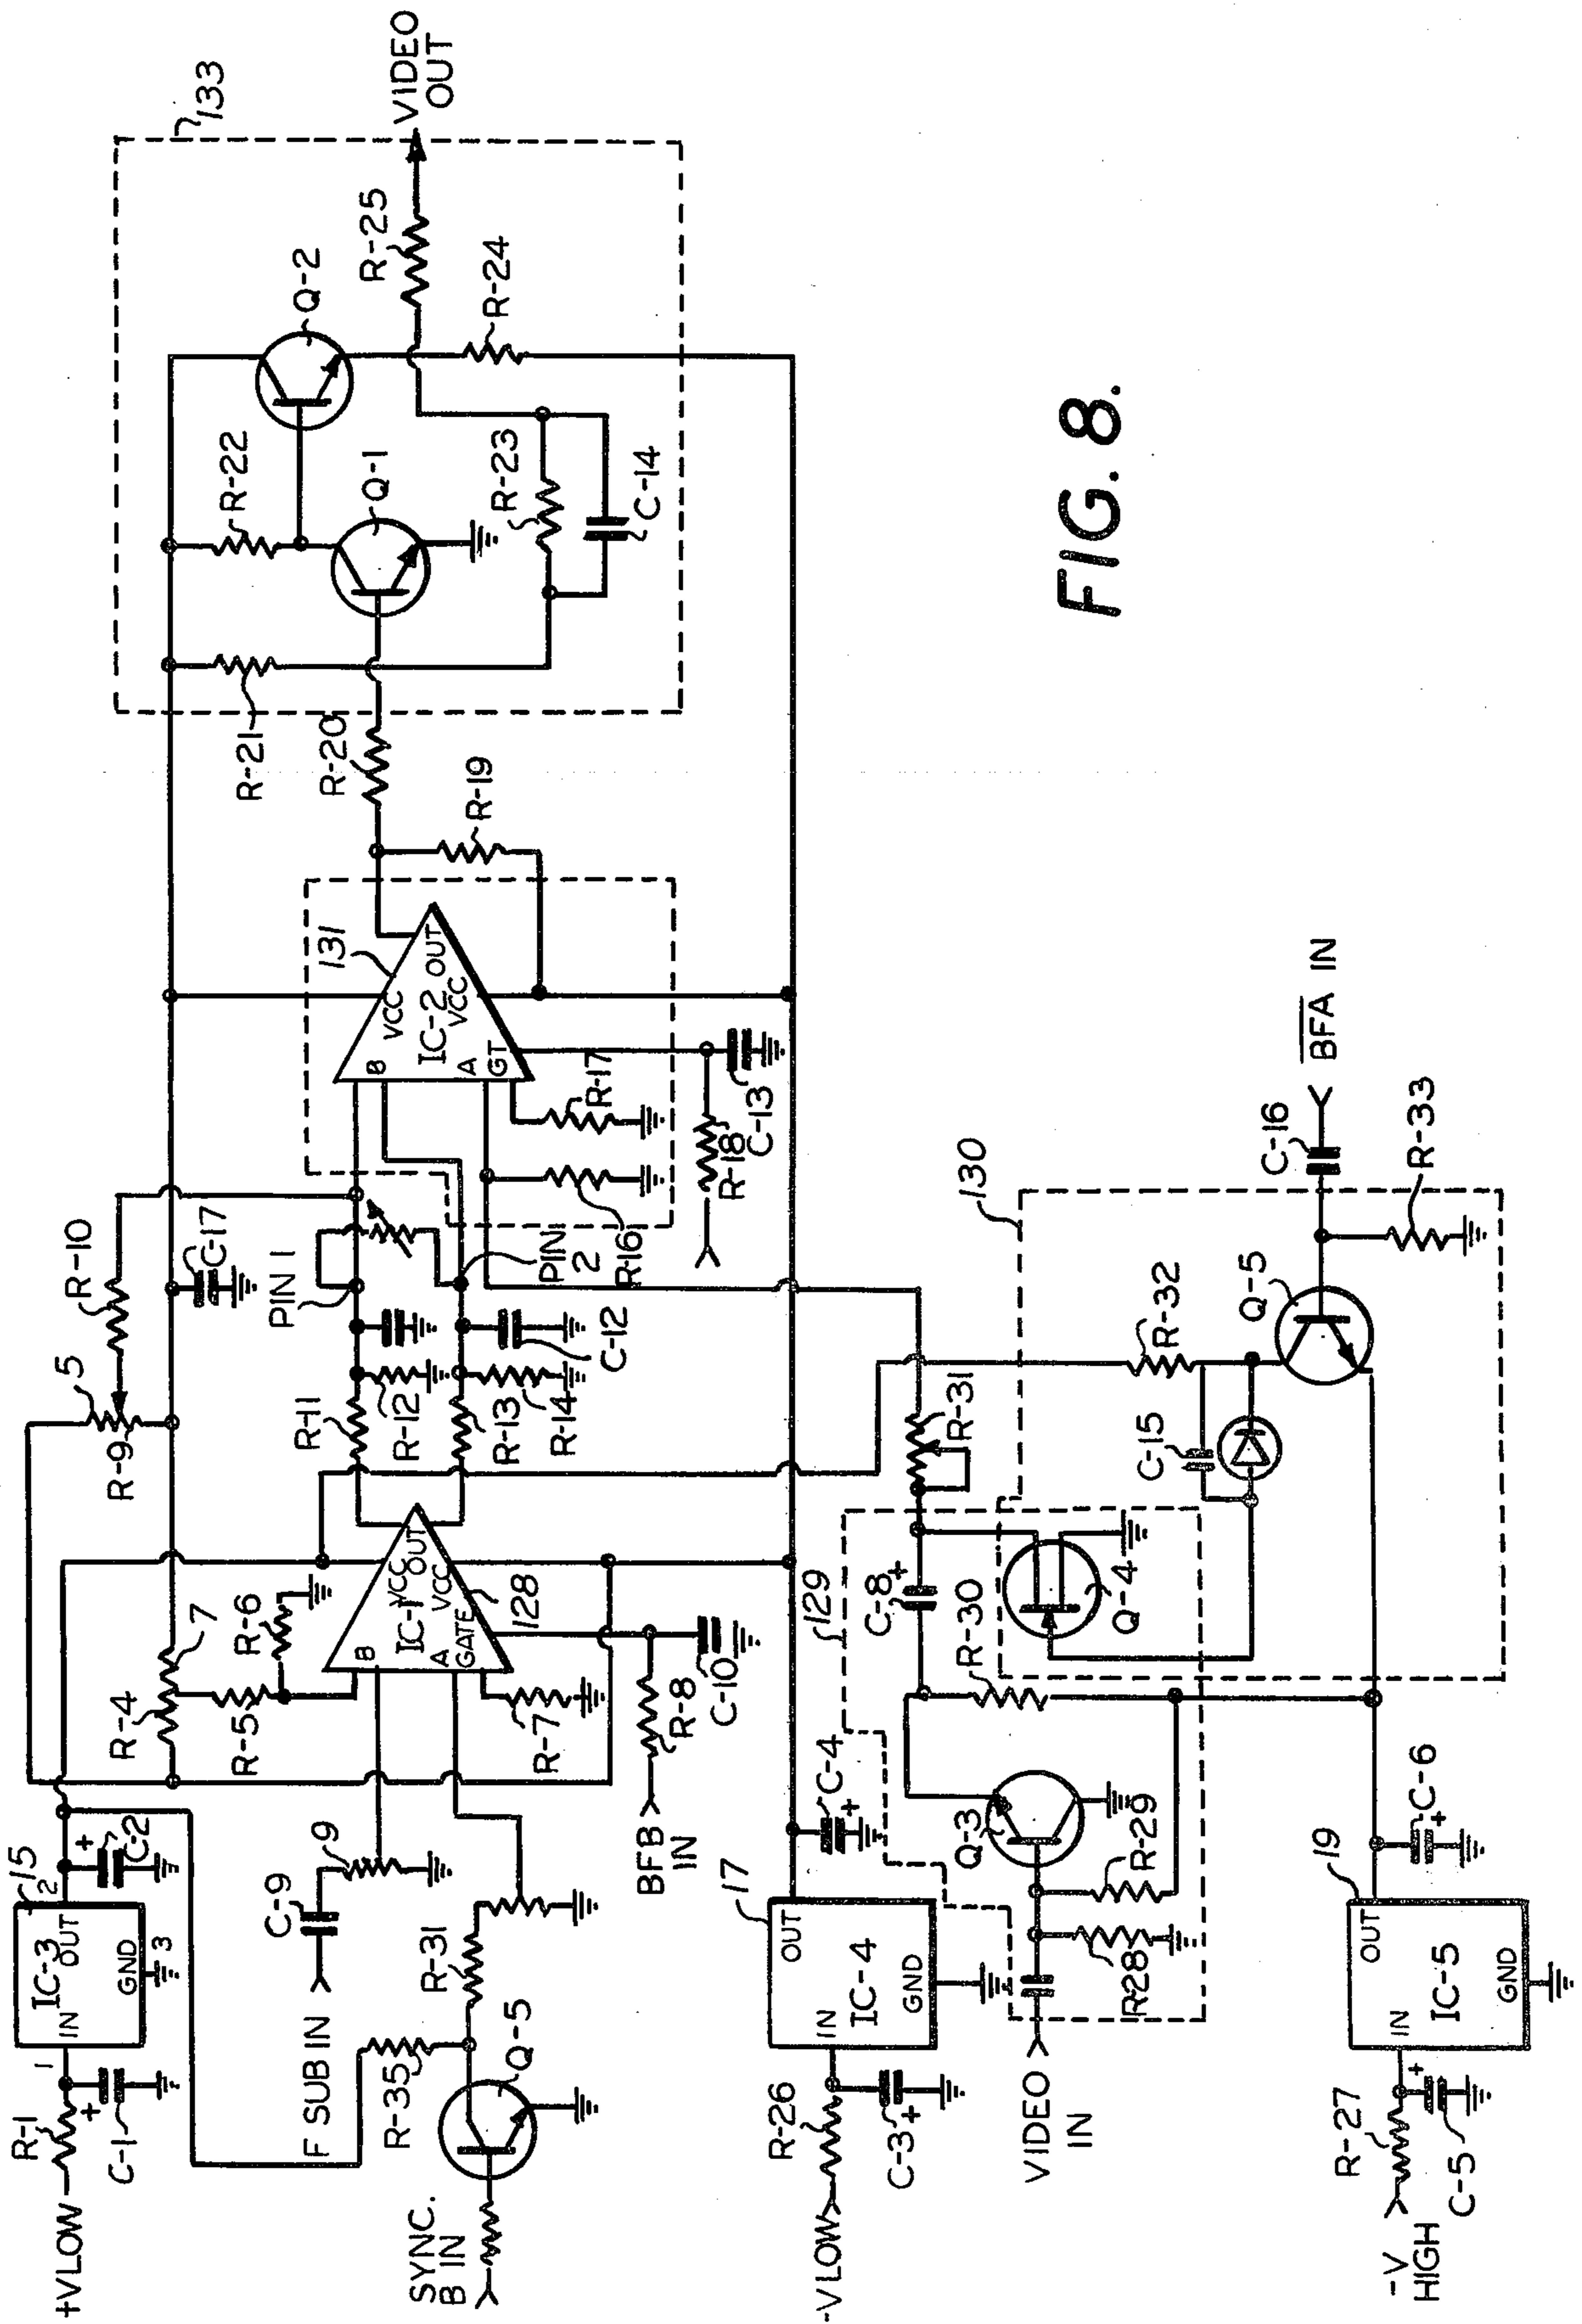 +VLOW
R-1
C-1
1
IN
IC-3
OUT
GND
3
2
15
+
C-2
+
F SUB IN
C-9
9
R-35
Q-5
R-31
SYNC.
B IN
R-4
7
R-5
R-6
R-7
B
IC-1
VCC
OUT
VCC
A
GATE
128
R-8
C-10
BFB
IN
R-9
5
R-10
C-17
PIN 1
R-11
R-12
R-13
R-14
C-12
PIN
2
R-16
131
VCC
B
IC-2
OUT
VCC
A
GT
R-17
R-18
C-13
R-19
R-20
R-21
R-22
Q-1
Q-2
R-23
C-14
R-24
R-25
133
VIDEO
OUT
-VLOW
R-26
C-3
+
IN
IC-4
OUT
GND
17
C-4
+
VIDEO
IN
R28
R-29
Q-3
129
C-8
+
R-30
Q-4
R-31
C-15
R-32
Q-5
130
C-16
BFA IN
R-33
-V
HIGH
R-27
C-5
+
IN
IC-5
OUT
GND
19
C-6
+
FIG. 8.